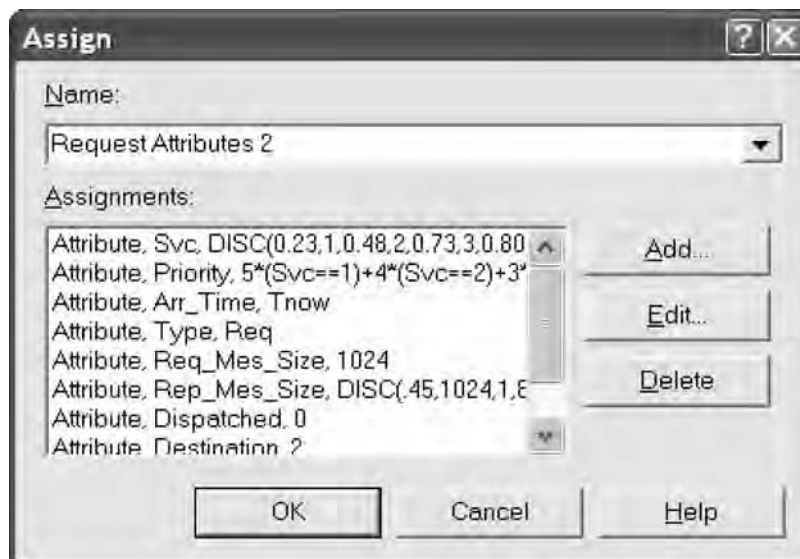 Assign
Name:
Request Attributes 2
Assignments:
Attribute, Svc, DISC(0.23,1,0.48,2,0.73,3,0.80
Attribute, Priority, 5*(Svc==1)+4*(Svc==2)+3*
Attribute, Arr_Time, Tnow
Attribute, Type, Req
Attribute, Req_Mes_Size, 1024
Attribute, Rep_Mes_Size, DISC(.45,1024,1,8
Attribute, Dispatched, 0
Attribute, Destination, 2
Add...
Edit...
Delete
OK Cancel Help